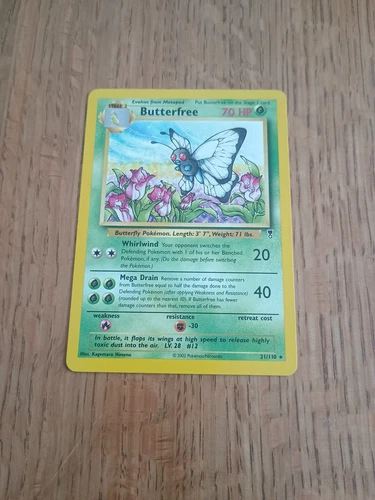 STAGE 2
Evolves from Metapod
Put Butterfree on the Stage 1 card
Butterfree
70 HP
Butterfly Pokémon. Length: 3' 7", Weight: 71 lbs.
Whirlwind Your opponent switches the
Defending Pokémon with 1 of his or her Benched
Pokémon, if any. (Do the damage before switching
the Pokémon.)
20
Mega Drain Remove a number of damage counters
from Butterfree equal to half the damage done to the
Defending Pokémon (after applying Weakness and Resistance)
(rounded up to the nearest 10). If Butterfree has fewer
damage counters than that, remove all of them.
40
weakness
resistance
retreat cost
-30
In battle, it flaps its wings at high speed to release highly
toxic dust into the air. LV. 28 #12
Illus. Kagemaru Himeno
©2002 Pokémon/Nintendo
21/110